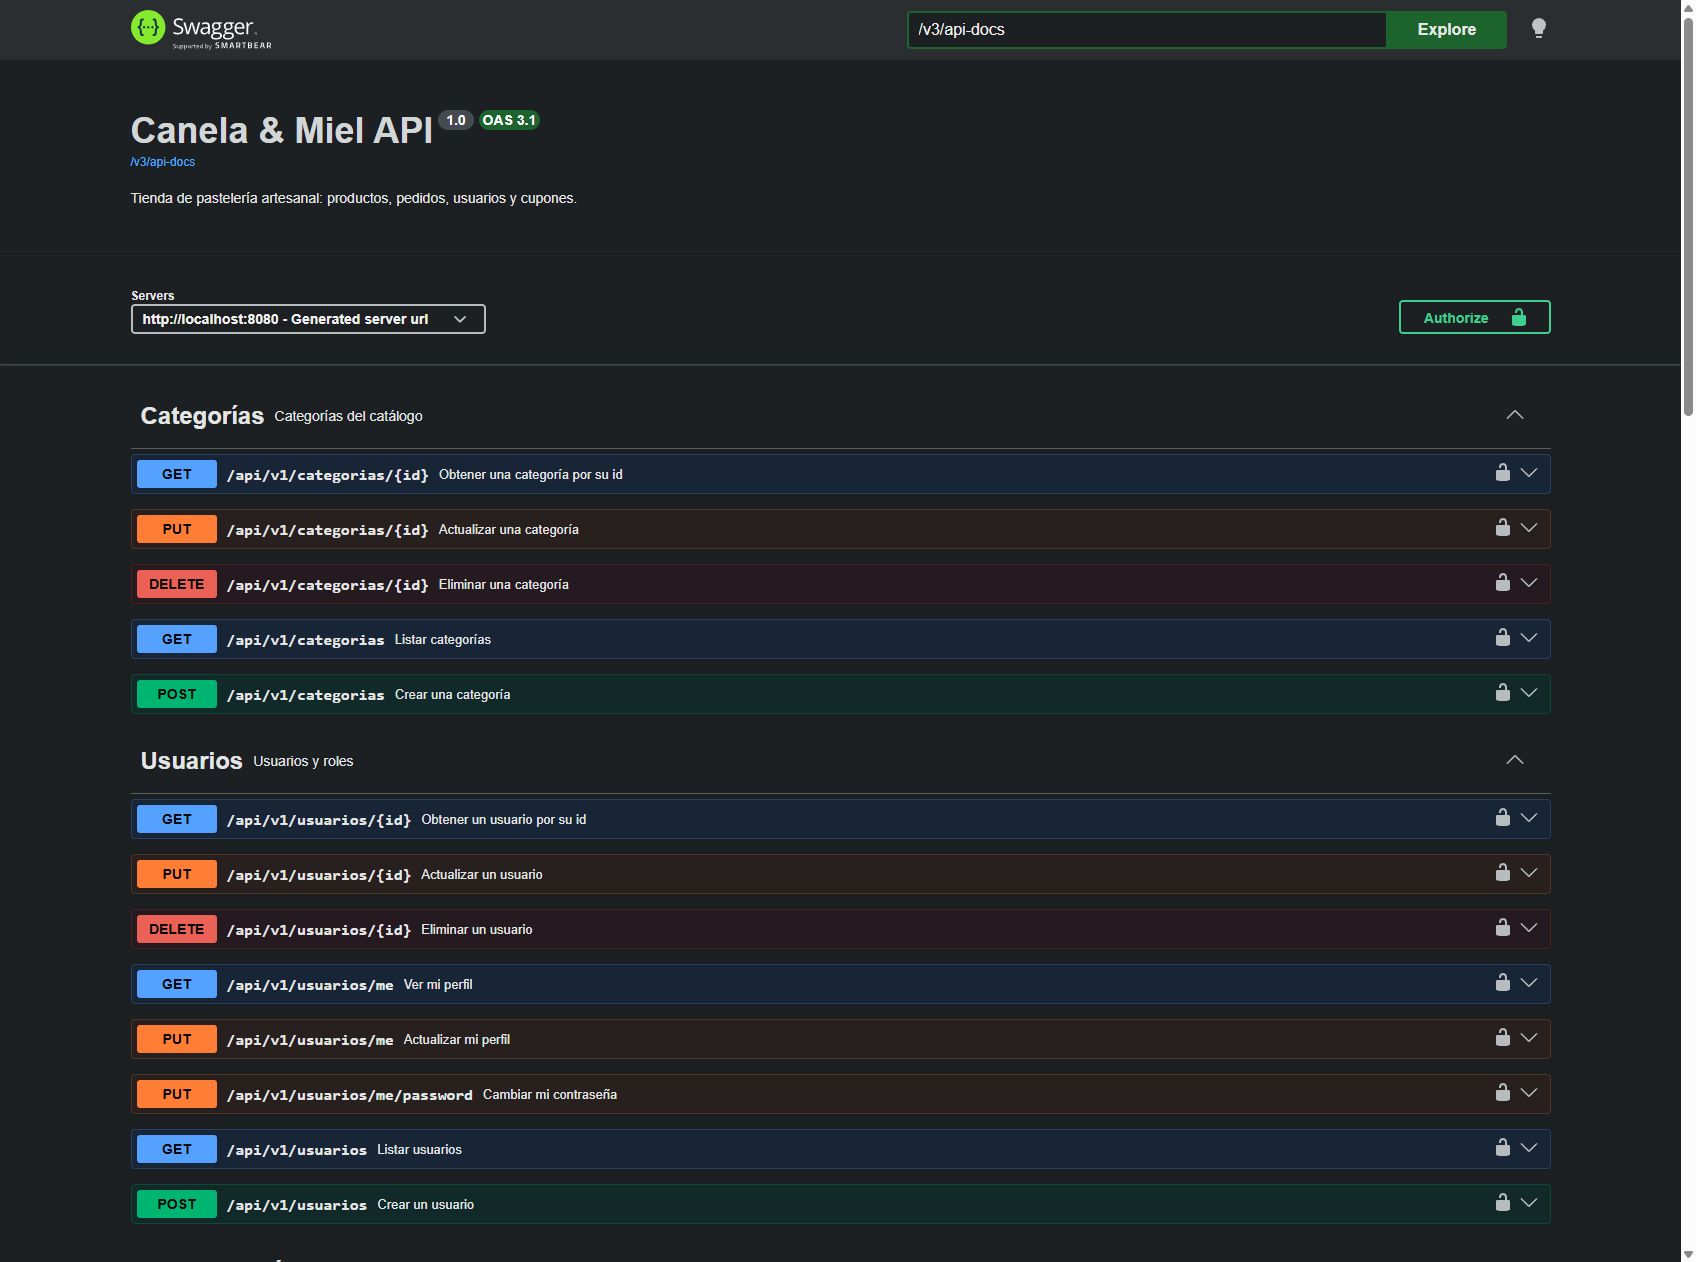 Swagger
Supported by SMARTBEAR
/v3/api-docs
Explore
Canela & Miel API 1.0 OAS 3.1
/v3/api-docs
Tienda de pastelería artesanal: productos, pedidos, usuarios y cupones.
Servers
http://localhost:8080 - Generated server url
Authorize
Categorías Categorías del catálogo
GET /api/v1/categorias/{id} Obtener una categoría por su id
PUT /api/v1/categorias/{id} Actualizar una categoría
DELETE /api/v1/categorias/{id} Eliminar una categoría
GET /api/v1/categorias Listar categorías
POST /api/v1/categorias Crear una categoría
Usuarios Usuarios y roles
GET /api/v1/usuarios/{id} Obtener un usuario por su id
PUT /api/v1/usuarios/{id} Actualizar un usuario
DELETE /api/v1/usuarios/{id} Eliminar un usuario
GET /api/v1/usuarios/me Ver mi perfil
PUT /api/v1/usuarios/me Actualizar mi perfil
PUT /api/v1/usuarios/me/password Cambiar mi contraseña
GET /api/v1/usuarios Listar usuarios
POST /api/v1/usuarios Crear un usuario